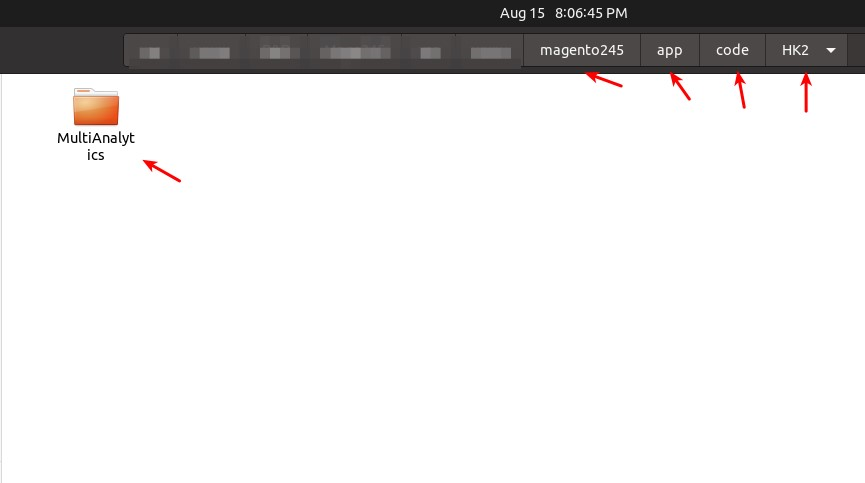 Aug 15 8:06:45 PM
magento245 app code HK2
MultiAnalyt
ics